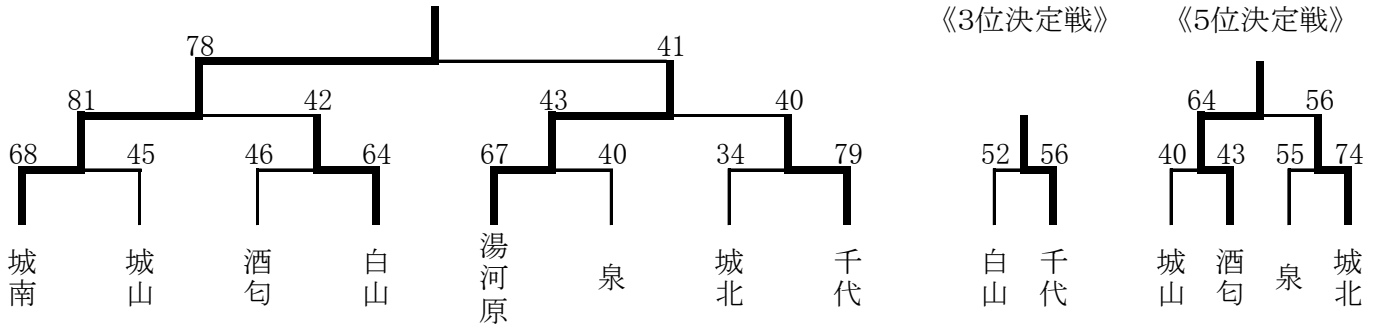 《3位決定戦》 《5位決定戦》
78 41
81 42 43 40 64 56
68 45 46 64 67 40 34 79 52 56 40 43 55 74
城南
城山
酒匂
白山
湯河原
泉
城北
千代
白山
千代
城山
酒匂
泉
城北